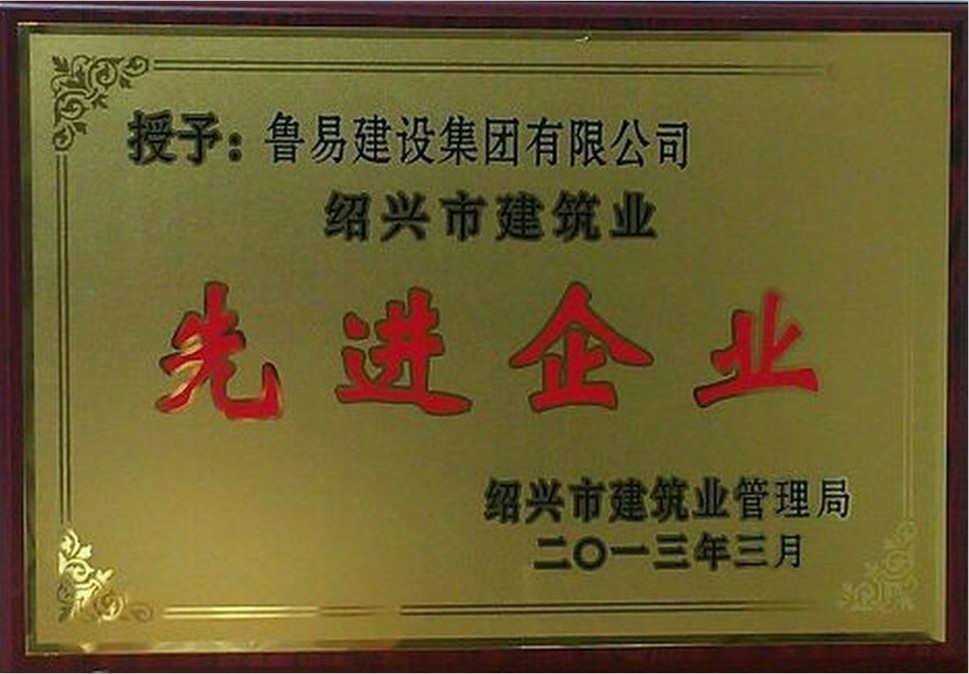 授予：鲁易建设集团有限公司
绍兴市建筑业
先进企业
绍兴市建筑业管理局
二〇一三年三月